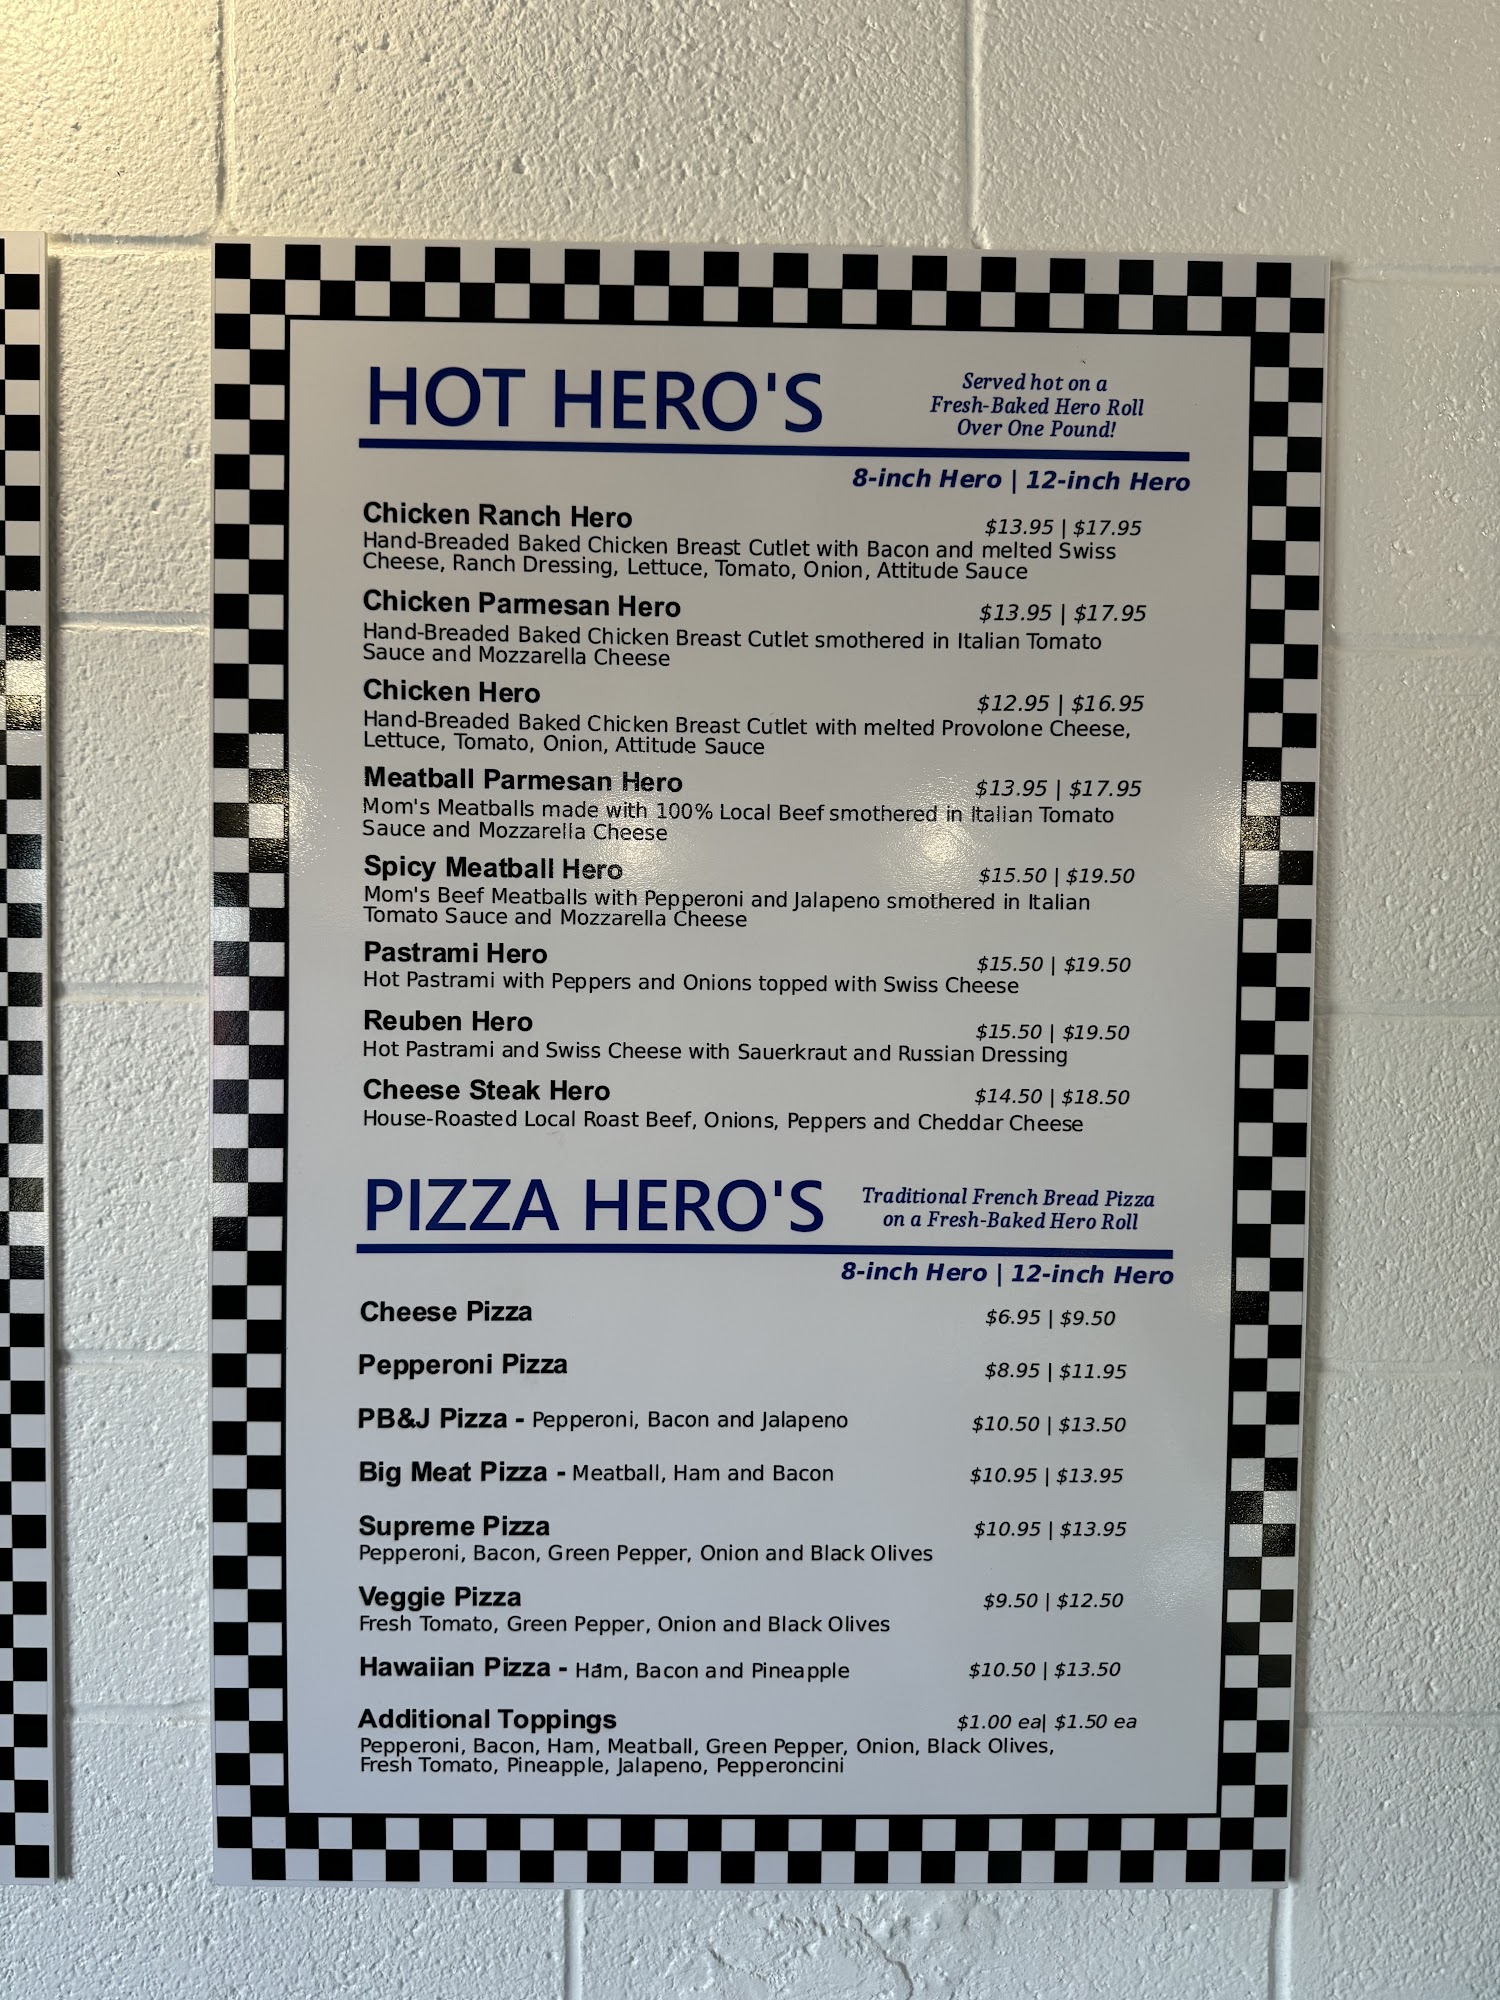 HOT HERO'S
Served hot on a
Fresh-Baked Hero Roll
Over One Pound!
8-inch Hero | 12-inch Hero
Chicken Ranch Hero $13.95 | $17.95
Hand-Breaded Baked Chicken Breast Cutlet with Bacon and melted Swiss
Cheese, Ranch Dressing, Lettuce, Tomato, Onion, Attitude Sauce
Chicken Parmesan Hero $13.95 | $17.95
Hand-Breaded Baked Chicken Breast Cutlet smothered in Italian Tomato
Sauce and Mozzarella Cheese
Chicken Hero $12.95 | $16.95
Hand-Breaded Baked Chicken Breast Cutlet with melted Provolone Cheese,
Lettuce, Tomato, Onion, Attitude Sauce
Meatball Parmesan Hero $13.95 | $17.95
Mom's Meatballs made with 100% Local Beef smothered in Italian Tomato
Sauce and Mozzarella Cheese
Spicy Meatball Hero $15.50 | $19.50
Mom's Beef Meatballs with Pepperoni and Jalapeno smothered in Italian
Tomato Sauce and Mozzarella Cheese
Pastrami Hero $15.50 | $19.50
Hot Pastrami with Peppers and Onions topped with Swiss Cheese
Reuben Hero $15.50 | $19.50
Hot Pastrami and Swiss Cheese with Sauerkraut and Russian Dressing
Cheese Steak Hero $14.50 | $18.50
House-Roasted Local Roast Beef, Onions, Peppers and Cheddar Cheese
PIZZA HERO'S
Traditional French Bread Pizza
on a Fresh-Baked Hero Roll
8-inch Hero | 12-inch Hero
Cheese Pizza $6.95 | $9.50
Pepperoni Pizza $8.95 | $11.95
PB&J Pizza - Pepperoni, Bacon and Jalapeno $10.50 | $13.50
Big Meat Pizza - Meatball, Ham and Bacon $10.95 | $13.95
Supreme Pizza $10.95 | $13.95
Pepperoni, Bacon, Green Pepper, Onion and Black Olives
Veggie Pizza $9.50 | $12.50
Fresh Tomato, Green Pepper, Onion and Black Olives
Hawaiian Pizza - Ham, Bacon and Pineapple $10.50 | $13.50
Additional Toppings $1.00 ea| $1.50 ea
Pepperoni, Bacon, Ham, Meatball, Green Pepper, Onion, Black Olives,
Fresh Tomato, Pineapple, Jalapeno, Pepperoncini